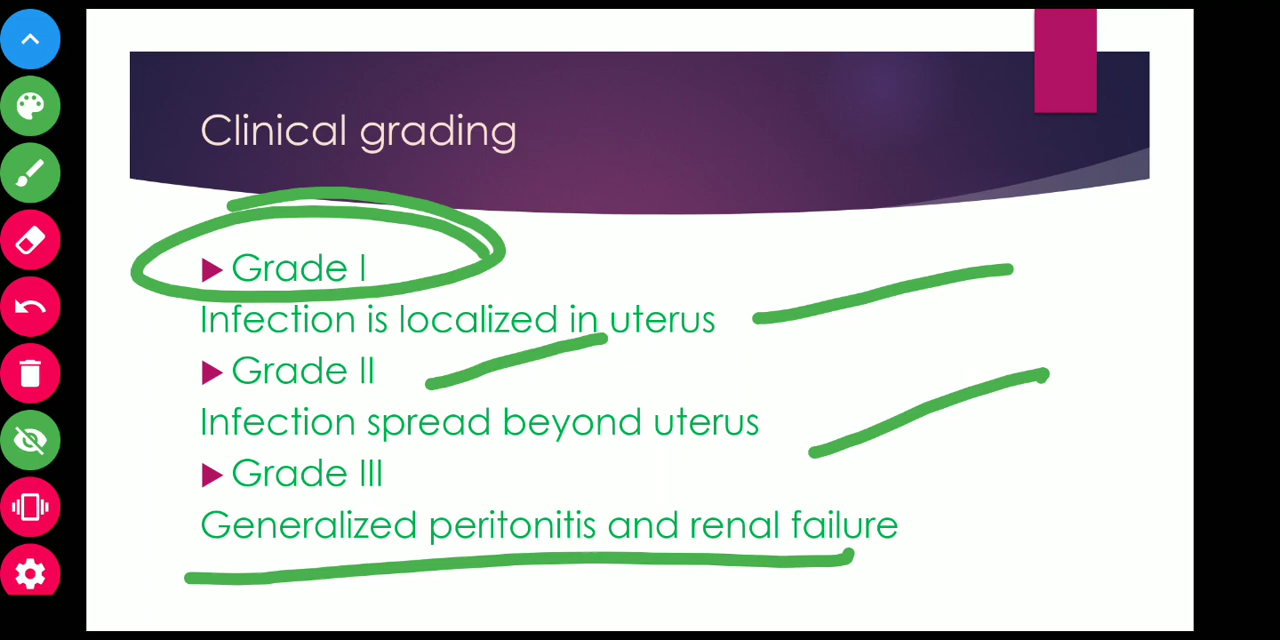 Clinical grading
Grade I
Infection is localized in uterus
Grade II
Infection spread beyond uterus
Grade III
Generalized peritonitis and renal failure